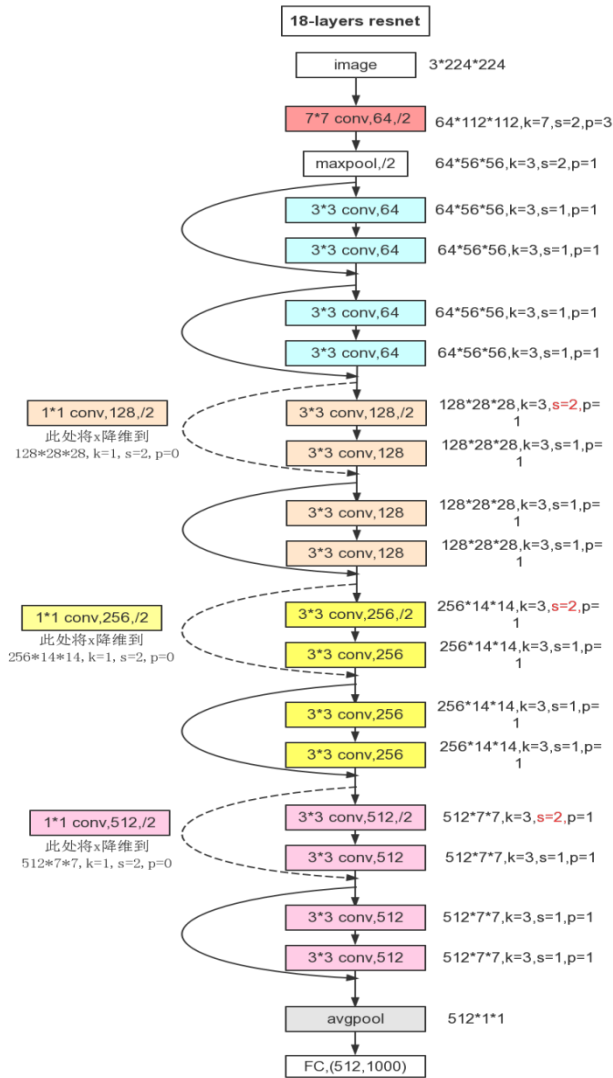 18-layers resnet
image
3*224*224
7*7 conv,64,/2
64*112*112,k=7,s=2,p=3
maxpool,/2
64*56*56,k=3,s=2,p=1
3*3 conv,64
64*56*56,k=3,s=1,p=1
3*3 conv,64
64*56*56,k=3,s=1,p=1
3*3 conv,64
64*56*56,k=3,s=1,p=1
3*3 conv,64
64*56*56,k=3,s=1,p=1
1*1 conv,128,/2
此处将x降维到
128*28*28, k=1, s=2, p=0
3*3 conv,128,/2
128*28*28,k=3,s=2,p=
1
3*3 conv,128
128*28*28,k=3,s=1,p=
1
3*3 conv,128
128*28*28,k=3,s=1,p=
1
3*3 conv,128
128*28*28,k=3,s=1,p=
1
1*1 conv,256,/2
此处将x降维到
256*14*14, k=1, s=2, p=0
3*3 conv,256,/2
256*14*14,k=3,s=2,p=
1
3*3 conv,256
256*14*14,k=3,s=1,p=
1
3*3 conv,256
256*14*14,k=3,s=1,p=
1
3*3 conv,256
256*14*14,k=3,s=1,p=
1
1*1 conv,512,/2
此处将x降维到
512*7*7, k=1, s=2, p=0
3*3 conv,512,/2
512*7*7,k=3,s=2,p=1
3*3 conv,512
512*7*7,k=3,s=1,p=1
3*3 conv,512
512*7*7,k=3,s=1,p=1
3*3 conv,512
512*7*7,k=3,s=1,p=1
avgpool
512*1*1
FC,(512,1000)